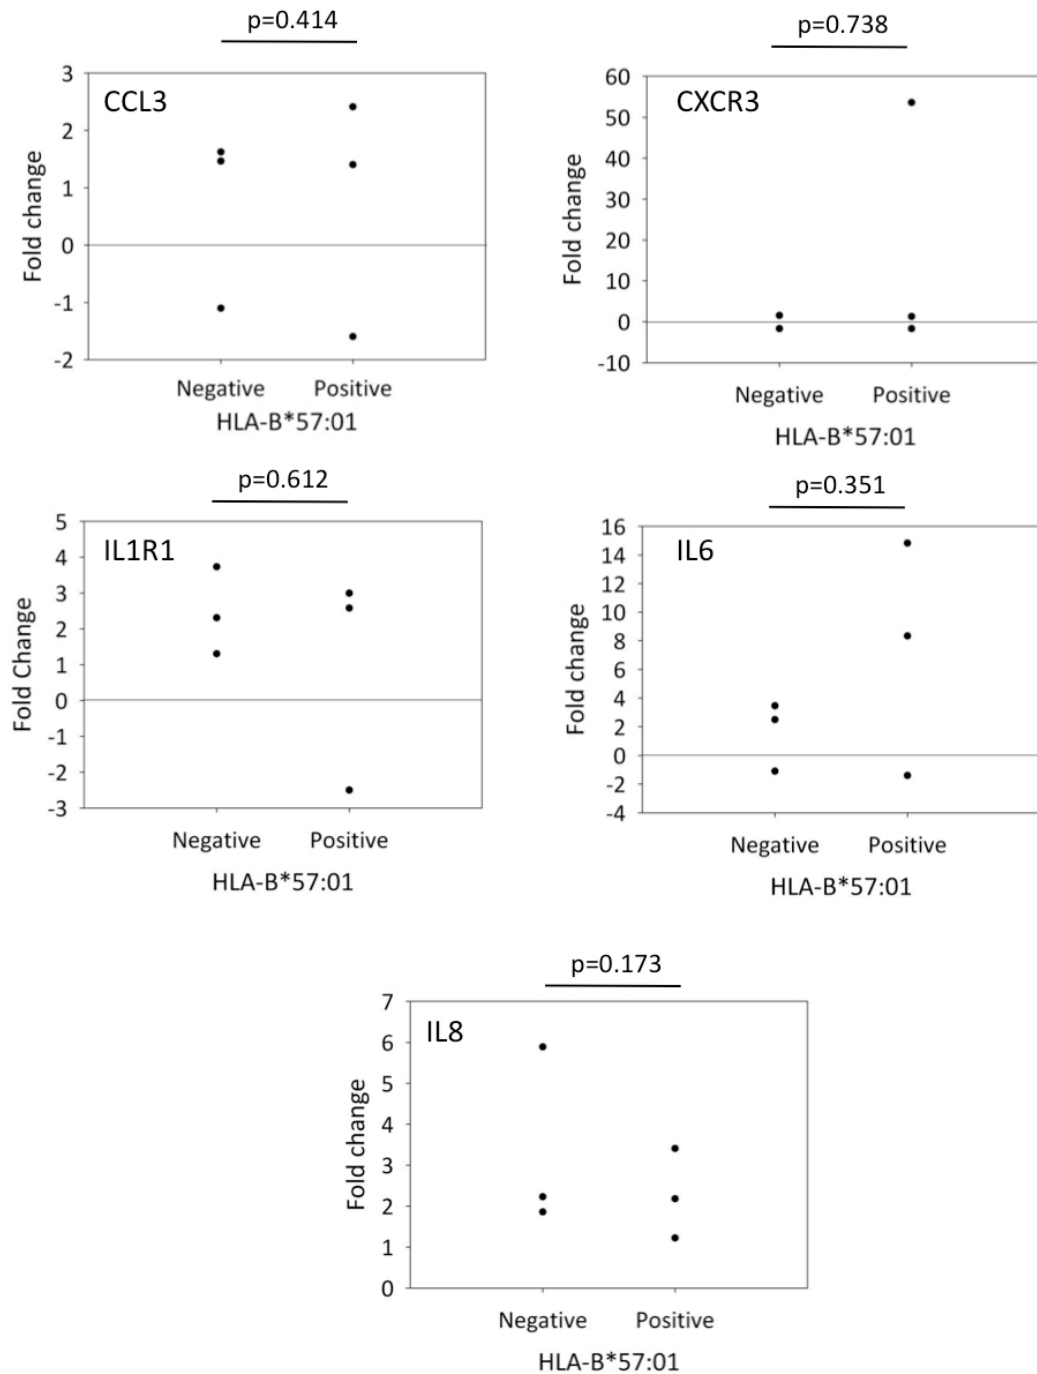 p=0.414
CCL3
Fold change
3
2
1
0
-1
-2
Negative Positive
HLA-B*57:01
p=0.738
CXCR3
Fold change
60
50
40
30
20
10
0
-10
Negative Positive
HLA-B*57:01
p=0.612
IL1R1
Fold Change
5
4
3
2
1
0
-1
-2
-3
Negative Positive
HLA-B*57:01
p=0.351
IL6
Fold change
16
14
12
10
8
6
4
2
0
-2
-4
Negative Positive
HLA-B*57:01
p=0.173
IL8
Fold change
7
6
5
4
3
2
1
0
Negative Positive
HLA-B*57:01